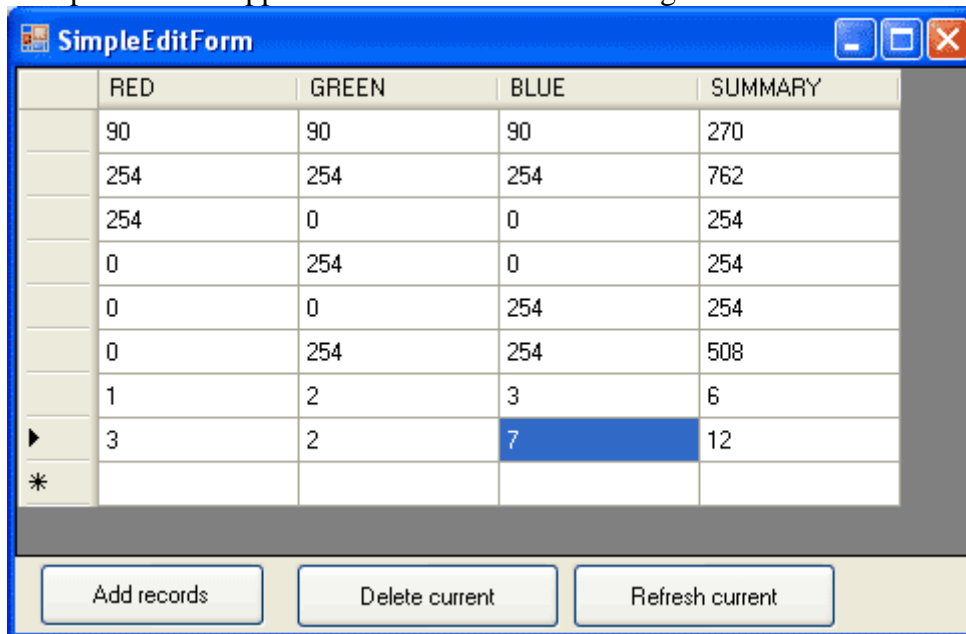 SimpleEditForm
RED GREEN BLUE SUMMARY
90 90 90 270
254 254 254 762
254 0 0 254
0 254 0 254
0 0 254 254
0 254 254 508
1 2 3 6
3 2 7 12
Add records Delete current Refresh current